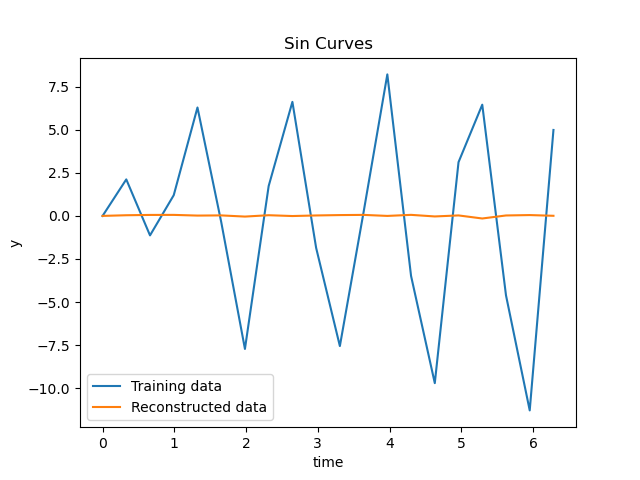 Sin Curves
7.5
5.0
2.5
0.0
−2.5
−5.0
−7.5
−10.0
y
Training data
Reconstructed data
0 1 2 3 4 5 6
time